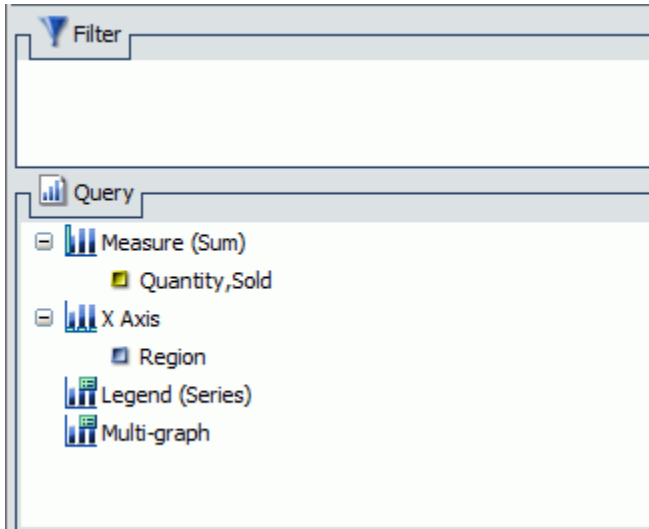 Filter
Query
Measure (Sum)
Quantity,Sold
X Axis
Region
Legend (Series)
Multi-graph